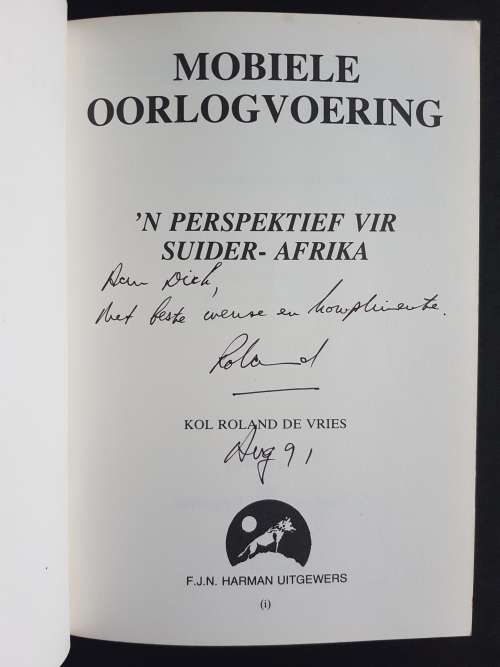 MOBIELE
OORLOGVOERING
'N PERSPEKTIEF VIR
SUIDER- AFRIKA
Aan Dick,
Met beste wense en komplimente.
Roland
KOL ROLAND DE VRIES
Aug 91
F.J.N. HARMAN UITGEWERS
(i)